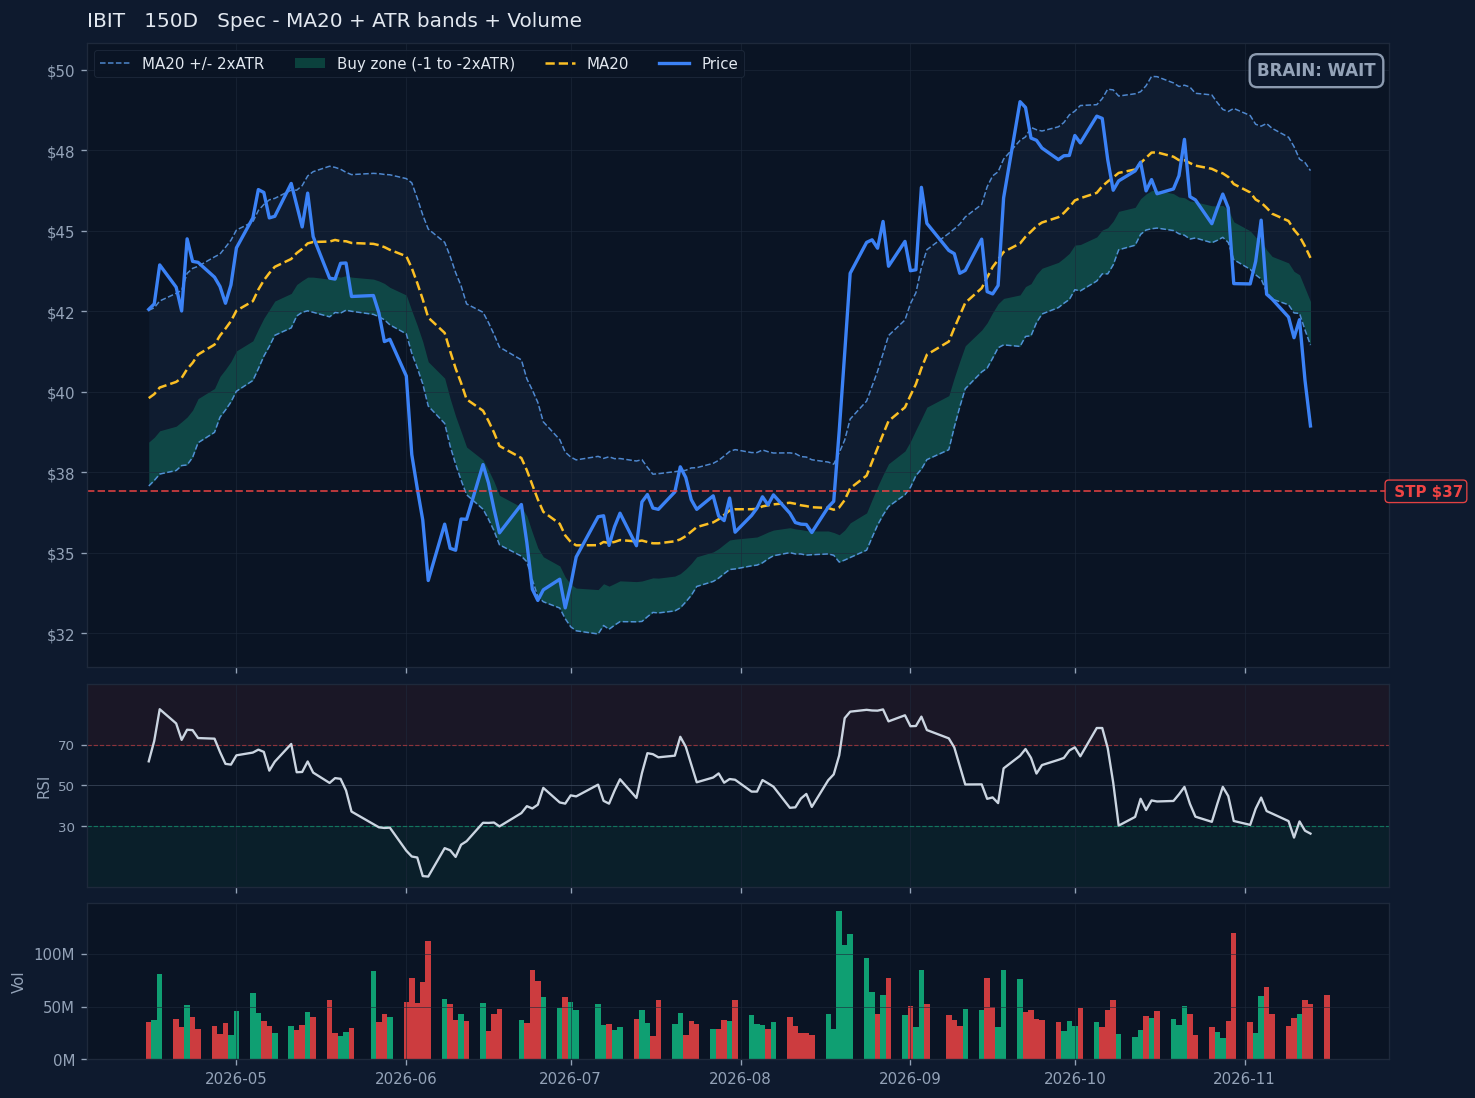 IBIT   150D   Spec - MA20 + ATR bands + Volume
MA20 +/- 2xATR
Buy zone (-1 to -2xATR)
MA20
Price
BRAIN: WAIT
$50
$48
$45
$42
$40
$38
$35
$32
STP $37
RSI
70
50
30
Vol
100M
50M
0M
2026-05
2026-06
2026-07
2026-08
2026-09
2026-10
2026-11